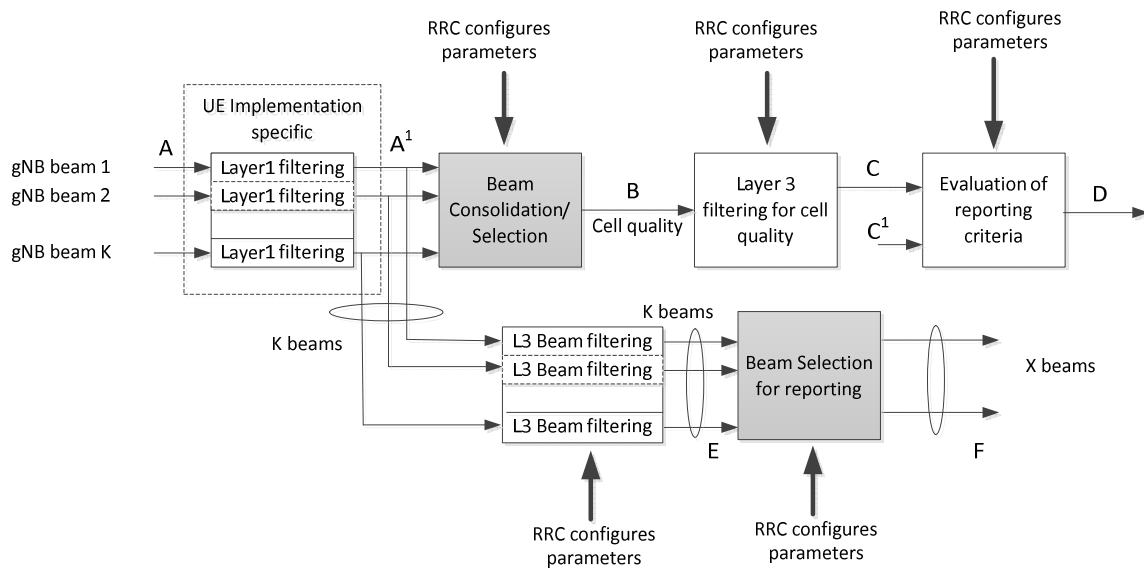 RRC configures
parameters
RRC configures
parameters
RRC configures
parameters
UE Implementation
specific
A
A¹
gNB beam 1
Layer1 filtering
gNB beam 2
Layer1 filtering
gNB beam K
Layer1 filtering
Beam
Consolidation/
Selection
B
Cell quality
Layer 3
filtering for cell
quality
C
C¹
Evaluation of
reporting
criteria
D
K beams
L3 Beam filtering
L3 Beam filtering
L3 Beam filtering
K beams
E
Beam Selection
for reporting
X beams
F
RRC configures
parameters
RRC configures
parameters